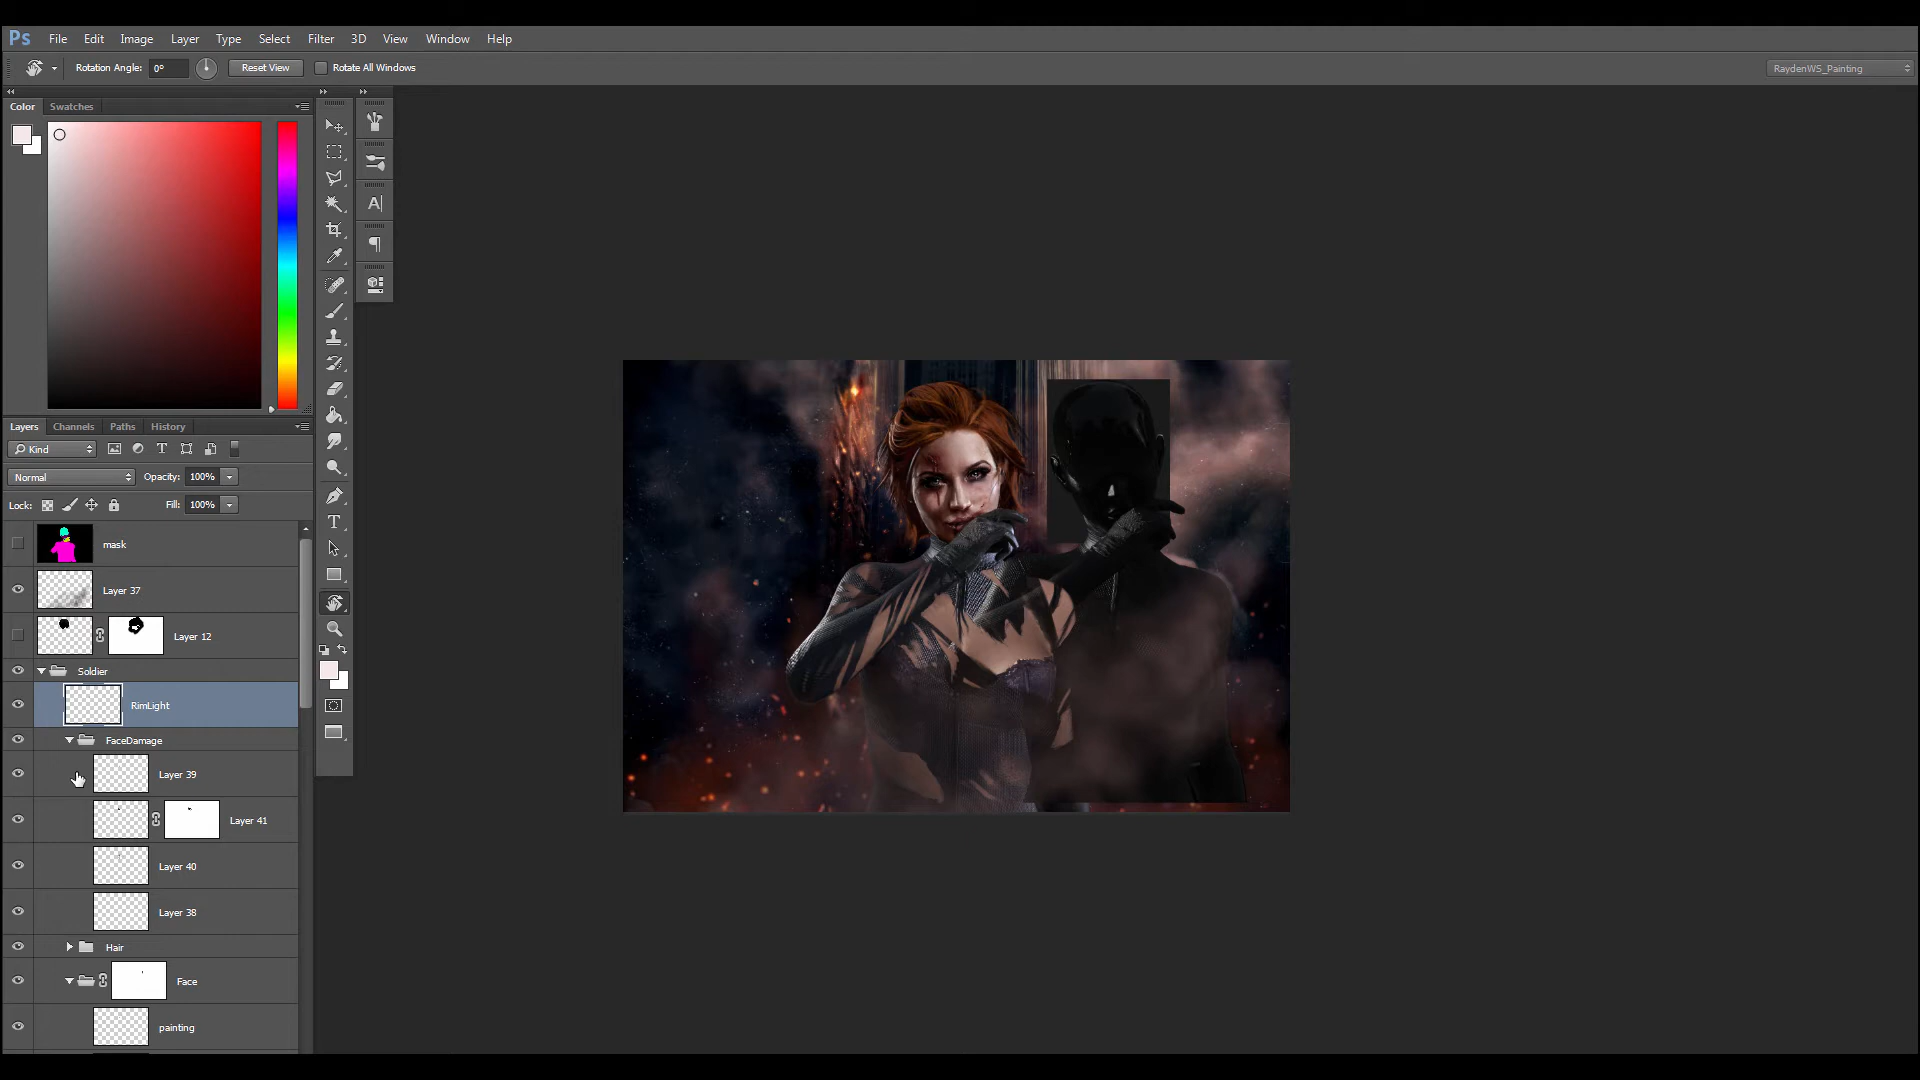 Ps File Edit Image Layer Type Select Filter 3D View Window Help
Rotation Angle: 0° Reset View Rotate All Windows RaydenWS_Painting
Color Swatches
Layers Channels Paths History
Kind
Normal Opacity: 100%
Lock: Fill: 100%
mask
Layer 37
Layer 12
Soldier
RimLight
FaceDamage
Layer 39
Layer 41
Layer 40
Layer 38
Hair
Face
painting